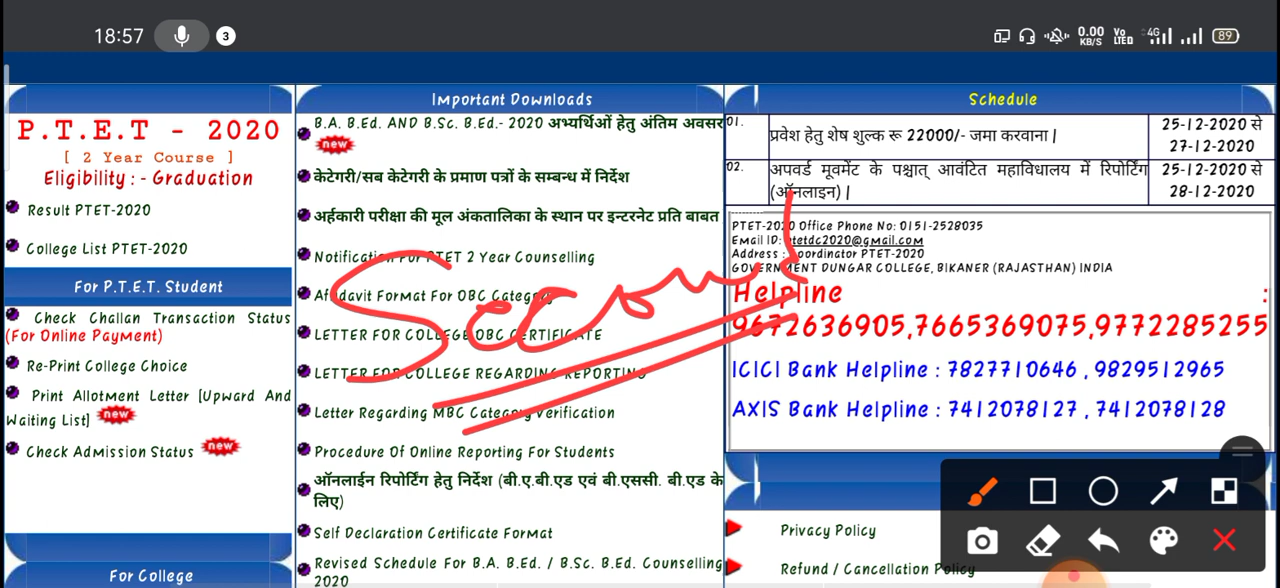 18:57
3
0.00 KB/S
Vo LTED
4G
89
P.T.E.T - 2020
[ 2 Year Course ]
Eligibility : - Graduation
Result PTET-2020
College List PTET-2020
For P.T.E.T. Student
Check Challan Transaction Status
(For Online Payment)
Re-Print College Choice
Print Allotment Letter [Upward And
Waiting List] new
Check Admission Status new
For College
Important Downloads
B.A. B.Ed. AND B.Sc. B.Ed.- 2020 अभ्यर्थिओं हेतु अंतिम अवसर
new
केटेगरी/सब केटेगरी के प्रमाण पत्रों के सम्बन्ध में निर्देश
अर्हकारी परीक्षा की मूल अंकतालिका के स्थान पर इन्टरनेट प्रति बाबत
Notification For PTET 2 Year Counselling
Affidavit Format For OBC Category
LETTER FOR COLLEGE OBC CERTIFICATE
LETTER FOR COLLEGE REGARDING REPORTING
Letter Regarding MBC Category Verification
Procedure Of Online Reporting For Students
ऑनलाईन रिपोर्टिंग हेतु निर्देश (बी.ए.बी.एड एवं बी.एससी. बी.एड के
लिए)
Self Declaration Certificate Format
Revised Schedule For B.A. B.Ed. / B.Sc. B.Ed. Counselling
2020
Second
Schedule
01. प्रवेश हेतु शेष शुल्क रू 22000/- जमा करवाना | 25-12-2020 से
27-12-2020
02. अपवर्ड मूवमेंट के पश्चात् आवंटित महाविधालय में रिपोर्टिंग 25-12-2020 से
(ऑनलाइन) | 28-12-2020
PTET-2020 Office Phone No: 0151-2528035
Email ID: ptetdc2020@gmail.com
Address : Coordinator PTET-2020
GOVERNMENT DUNGAR COLLEGE, BIKANER (RAJASTHAN) INDIA
Helpline :
9672636905,7665369075,9772285255
ICICI Bank Helpline : 7827710646 , 9829512965
AXIS Bank Helpline : 7412078127 , 7412078128
Privacy Policy
Refund / Cancellation Policy